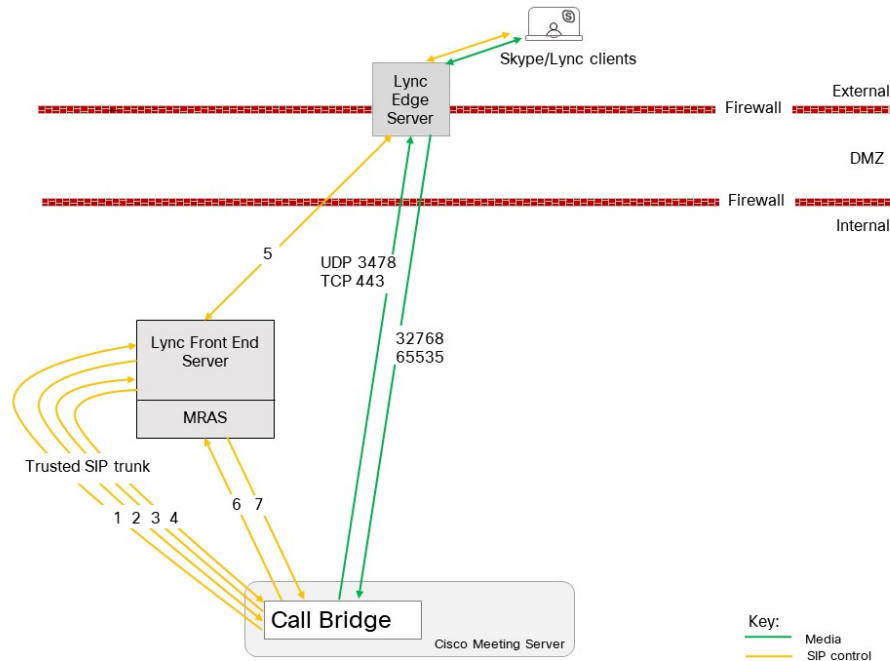 S
Skype/Lync clients
Lync
Edge
Server
External
Firewall
DMZ
Firewall
Internal
5
UDP 3478
TCP 443
32768
65535
Lync Front End
Server
MRAS
Trusted SIP trunk
1 2 3 4
6 7
Call Bridge
Cisco Meeting Server
Key:
Media
SIP control